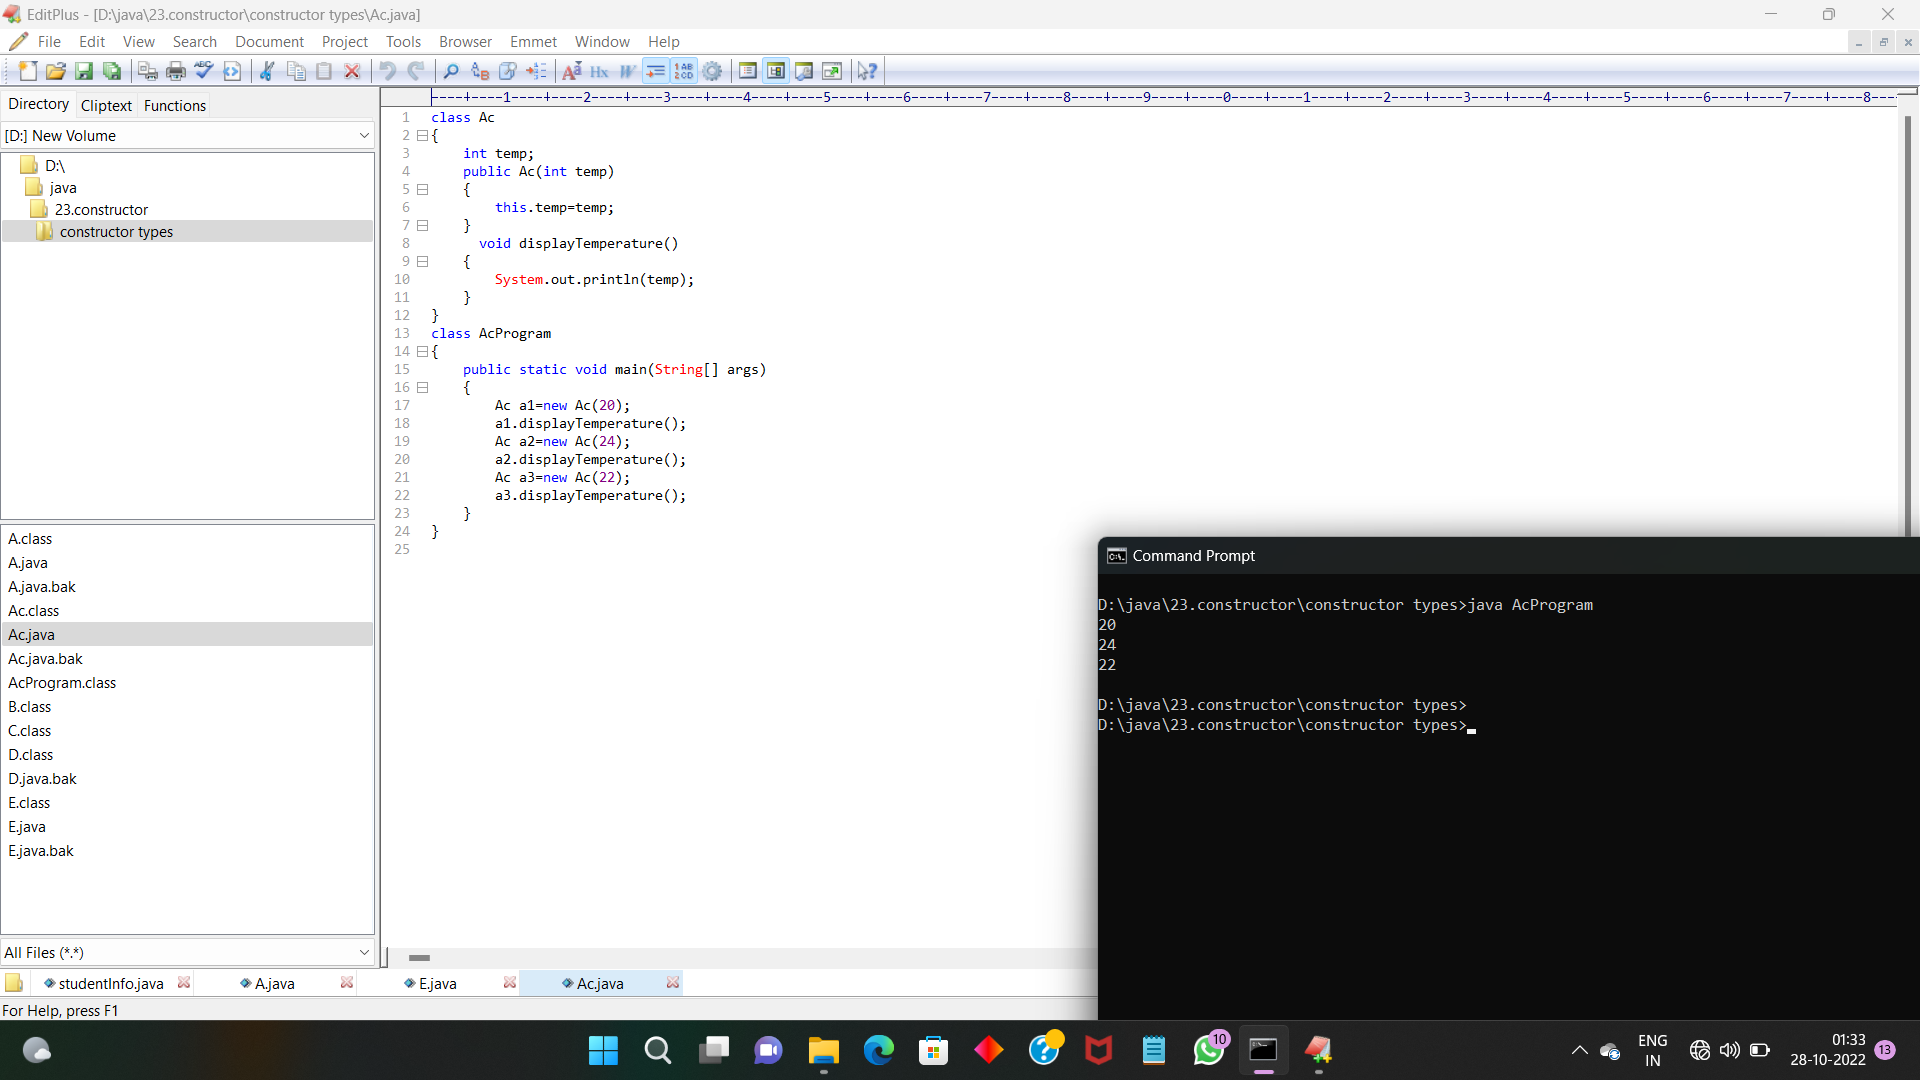 EditPlus - [D:\java\23.constructor\constructor types\Ac.java]
File Edit View Search Document Project Tools Browser Emmet Window Help
Directory Cliptext Functions
[D:] New Volume
D:\
java
23.constructor
constructor types
A.class
A.java
A.java.bak
Ac.class
Ac.java
Ac.java.bak
AcProgram.class
B.class
C.class
D.class
D.java.bak
E.class
E.java
E.java.bak
All Files (*.*)
----+----1----+----2----+----3----+----4----+----5----+----6----+----7----+----8----+----9----+----0----+----1----+----2----+----3----+----4----+----5----+----6----+----7----+----8---
1 class Ac
2 {
3     int temp;
4     public Ac(int temp)
5     {
6         this.temp=temp;
7     }
8       void displayTemperature()
9     {
10         System.out.println(temp);
11     }
12 }
13 class AcProgram
14 {
15     public static void main(String[] args)
16     {
17         Ac a1=new Ac(20);
18         a1.displayTemperature();
19         Ac a2=new Ac(24);
20         a2.displayTemperature();
21         Ac a3=new Ac(22);
22         a3.displayTemperature();
23     }
24 }
25
Command Prompt
D:\java\23.constructor\constructor types>java AcProgram
20
24
22
D:\java\23.constructor\constructor types>
D:\java\23.constructor\constructor types>
studentInfo.java A.java E.java Ac.java
For Help, press F1
10
ENG
IN
01:33
28-10-2022
13